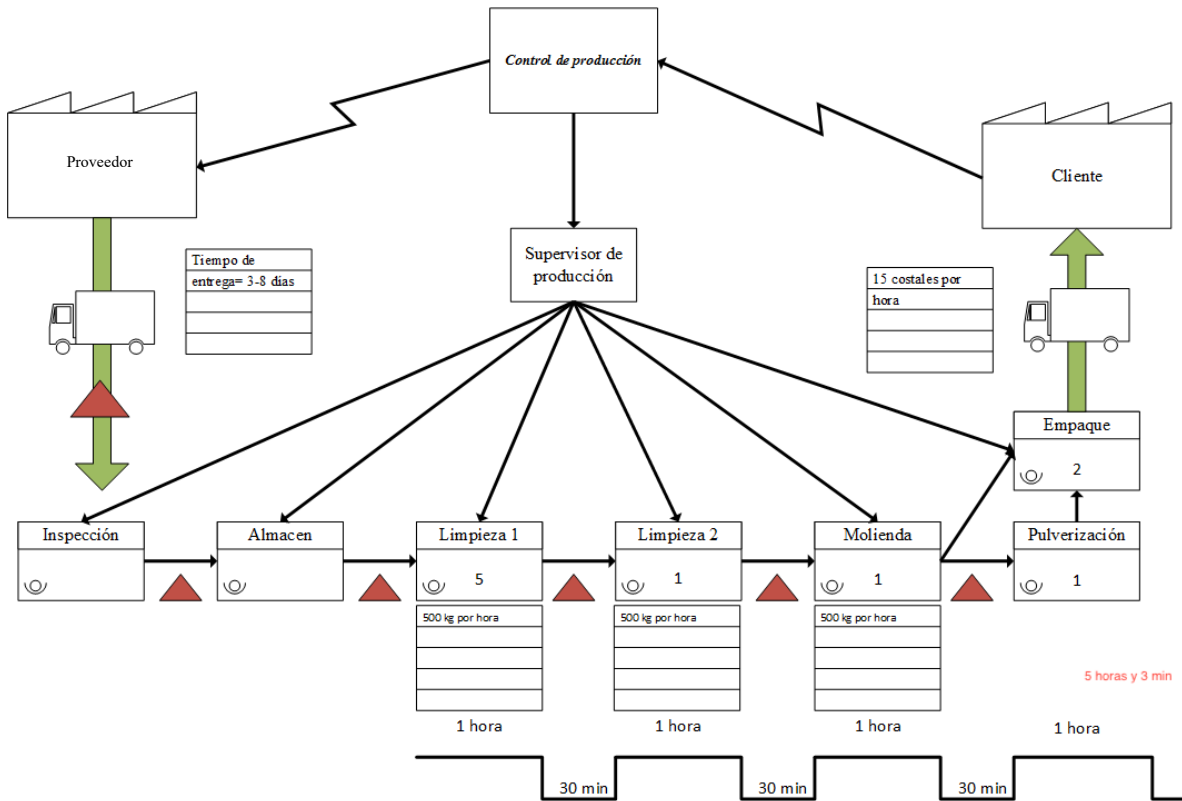 Control de producción
Proveedor
Cliente
Tiempo de
entrega= 3-8 días
Supervisor de
producción
15 costales por
hora
Empaque
2
Inspección
Almacen
Limpieza 1
5
Limpieza 2
1
Molienda
1
Pulverización
1
500 kg por hora
500 kg por hora
500 kg por hora
5 horas y 3 min
1 hora
1 hora
1 hora
1 hora
30 min
30 min
30 min